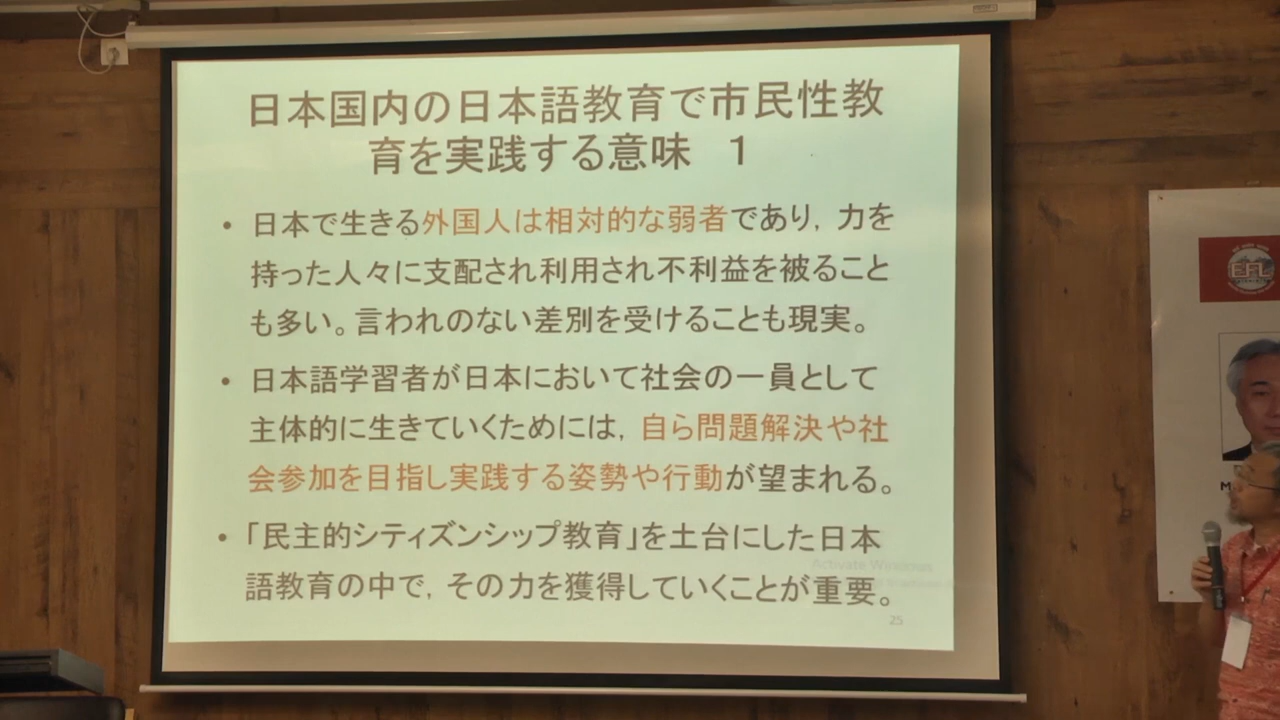 日本国内の日本語教育で市民性教
育を実践する意味　1
• 日本で生きる外国人は相対的な弱者であり，力を
持った人々に支配され利用され不利益を被ること
も多い。言われのない差別を受けることも現実。
• 日本語学習者が日本において社会の一員として
主体的に生きていくためには，自ら問題解決や社
会参加を目指し実践する姿勢や行動が望まれる。
• 「民主的シティズンシップ教育」を土台にした日本
語教育の中で，その力を獲得していくことが重要。
Activate Windows
25
EFL